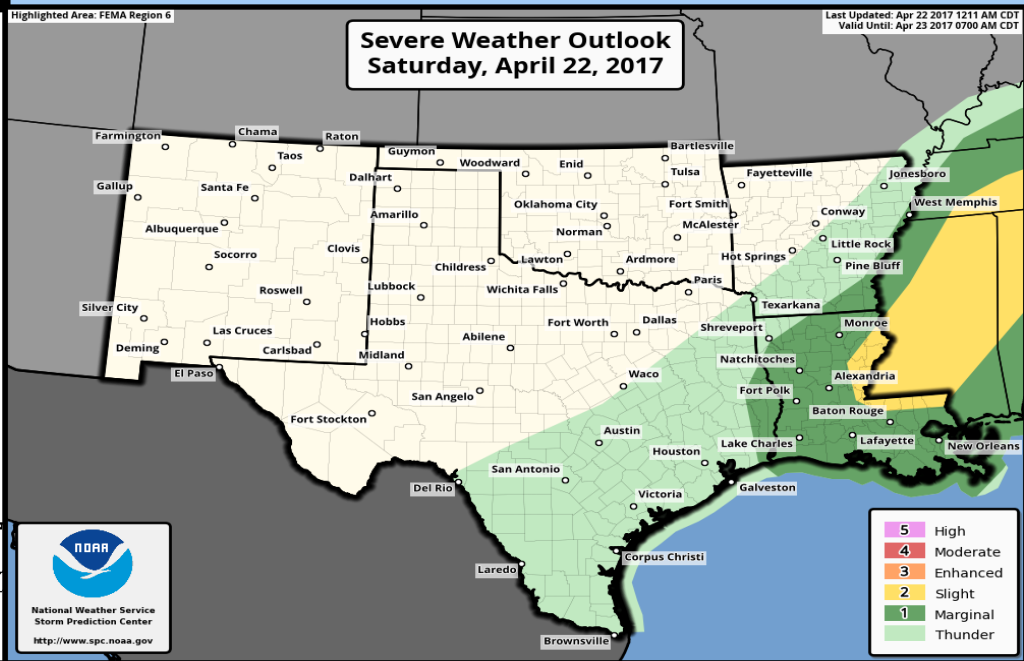 Highlighted Area: FEMA Region 6
Last Updated: Apr 22 2017 1211 AM CDT
Valid Until: Apr 23 2017 0700 AM CDT
Severe Weather Outlook
Saturday, April 22, 2017
Farmington
Chama
Raton
Taos
Guymon
Woodward
Enid
Bartlesville
Tulsa
Fayetteville
Jonesboro
Gallup
Santa Fe
Dalhart
Albuquerque
Amarillo
Oklahoma City
Norman
Fort Smith
McAlester
Conway
West Memphis
Socorro
Clovis
Childress
Lawton
Ardmore
Hot Springs
Little Rock
Pine Bluff
Roswell
Lubbock
Wichita Falls
Paris
Texarkana
Silver City
Las Cruces
Hobbs
Abilene
Fort Worth
Dallas
Shreveport
Monroe
Deming
Carlsbad
Midland
Natchitoches
El Paso
San Angelo
Waco
Fort Polk
Alexandria
Fort Stockton
Austin
Baton Rouge
Lake Charles
Lafayette
New Orleans
Del Rio
San Antonio
Houston
Galveston
Victoria
Laredo
Corpus Christi
Brownsville
NOAA
National Weather Service
Storm Prediction Center
http://www.spc.noaa.gov
5 High
4 Moderate
3 Enhanced
2 Slight
1 Marginal
Thunder